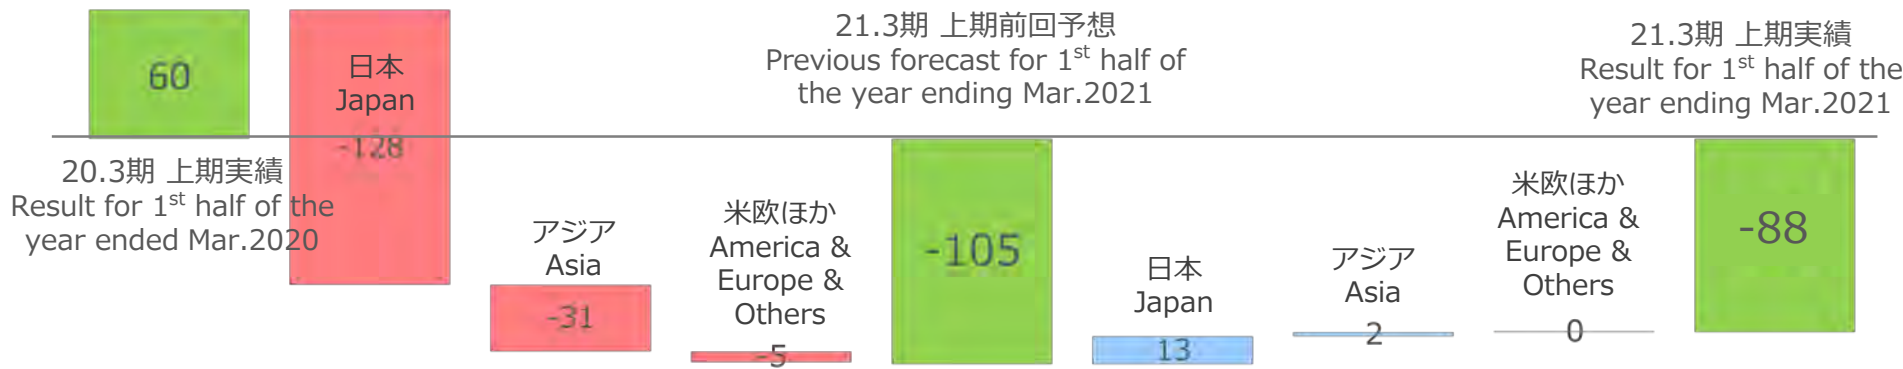 60
20.3期 上期実績
Result for 1st half of the
year ended Mar.2020
日本
Japan
-128
アジア
Asia
-31
米欧ほか
America &
Europe &
Others
-5
21.3期 上期前回予想
Previous forecast for 1st half of
the year ending Mar.2021
-105
日本
Japan
13
アジア
Asia
2
米欧ほか
America &
Europe &
Others
0
21.3期 上期実績
Result for 1st half of the
year ending Mar.2021
-88